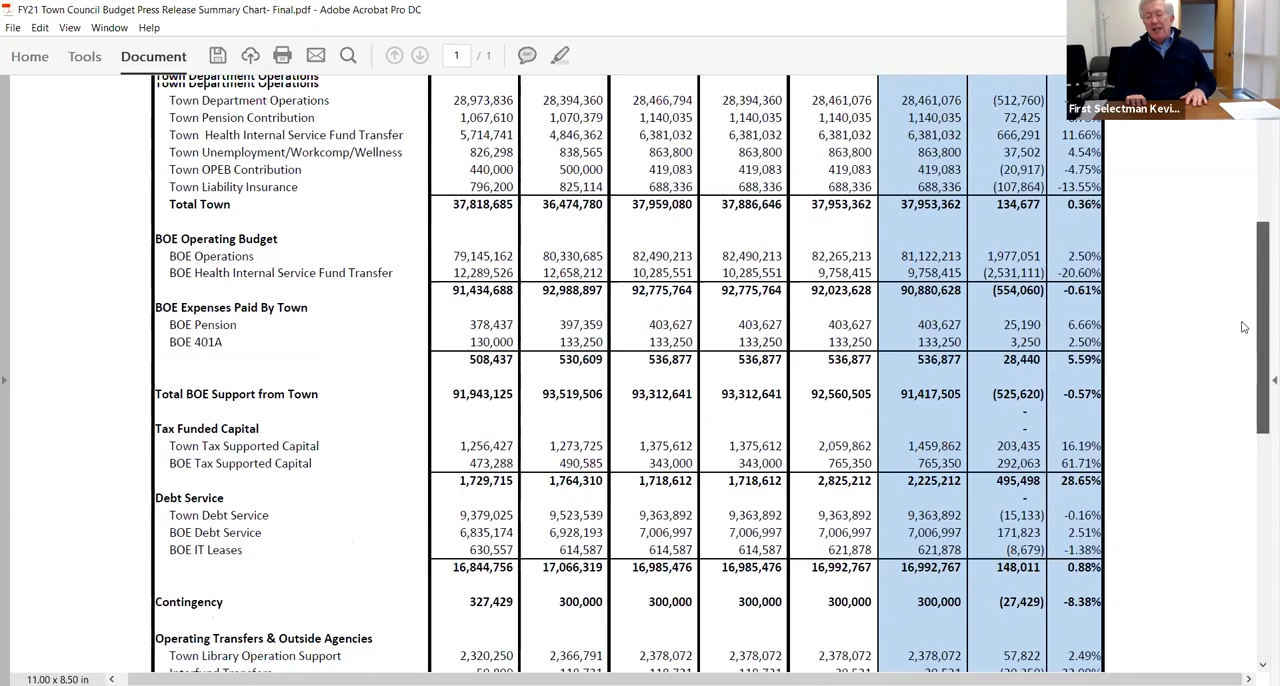 FY21 Town Council Budget Press Release Summary Chart- Final.pdf - Adobe Acrobat Pro DC
File Edit View Window Help
Home Tools Document 1 / 1
First Selectman Kevi...
Town Department Operations
Town Department Operations 28,973,836 28,394,360 28,466,794 28,394,360 28,461,076 28,461,076 (512,760)
Town Pension Contribution 1,067,610 1,070,379 1,140,035 1,140,035 1,140,035 1,140,035 72,425
Town Health Internal Service Fund Transfer 5,714,741 4,846,362 6,381,032 6,381,032 6,381,032 6,381,032 666,291 11.66%
Town Unemployment/Workcomp/Wellness 826,298 838,565 863,800 863,800 863,800 863,800 37,502 4.54%
Town OPEB Contribution 440,000 500,000 419,083 419,083 419,083 419,083 (20,917) -4.75%
Town Liability Insurance 796,200 825,114 688,336 688,336 688,336 688,336 (107,864) -13.55%
Total Town 37,818,685 36,474,780 37,959,080 37,886,646 37,953,362 37,953,362 134,677 0.36%
BOE Operating Budget
BOE Operations 79,145,162 80,330,685 82,490,213 82,490,213 82,265,213 81,122,213 1,977,051 2.50%
BOE Health Internal Service Fund Transfer 12,289,526 12,658,212 10,285,551 10,285,551 9,758,415 9,758,415 (2,531,111) -20.60%
91,434,688 92,988,897 92,775,764 92,775,764 92,023,628 90,880,628 (554,060) -0.61%
BOE Expenses Paid By Town
BOE Pension 378,437 397,359 403,627 403,627 403,627 403,627 25,190 6.66%
BOE 401A 130,000 133,250 133,250 133,250 133,250 133,250 3,250 2.50%
508,437 530,609 536,877 536,877 536,877 536,877 28,440 5.59%
Total BOE Support from Town 91,943,125 93,519,506 93,312,641 93,312,641 92,560,505 91,417,505 (525,620) -0.57%
-
Tax Funded Capital -
Town Tax Supported Capital 1,256,427 1,273,725 1,375,612 1,375,612 2,059,862 1,459,862 203,435 16.19%
BOE Tax Supported Capital 473,288 490,585 343,000 343,000 765,350 765,350 292,063 61.71%
1,729,715 1,764,310 1,718,612 1,718,612 2,825,212 2,225,212 495,498 28.65%
Debt Service -
Town Debt Service 9,379,025 9,523,539 9,363,892 9,363,892 9,363,892 9,363,892 (15,133) -0.16%
BOE Debt Service 6,835,174 6,928,193 7,006,997 7,006,997 7,006,997 7,006,997 171,823 2.51%
BOE IT Leases 630,557 614,587 614,587 614,587 621,878 621,878 (8,679) -1.38%
16,844,756 17,066,319 16,985,476 16,985,476 16,992,767 16,992,767 148,011 0.88%
Contingency 327,429 300,000 300,000 300,000 300,000 300,000 (27,429) -8.38%
Operating Transfers & Outside Agencies
Town Library Operation Support 2,320,250 2,366,791 2,378,072 2,378,072 2,378,072 2,378,072 57,822 2.49%
11.00 x 8.50 in